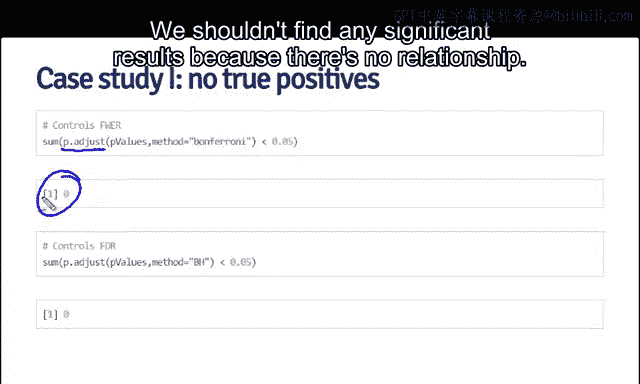 We shouldn't find any significant
results because there's no relationship.
Case study I: no true positives
# Controls FWER
sum(p.adjust(pValues,method="bonferroni") < 0.05)
[1] 0
# Controls FDR
sum(p.adjust(pValues,method="BH") < 0.05)
[1] 0